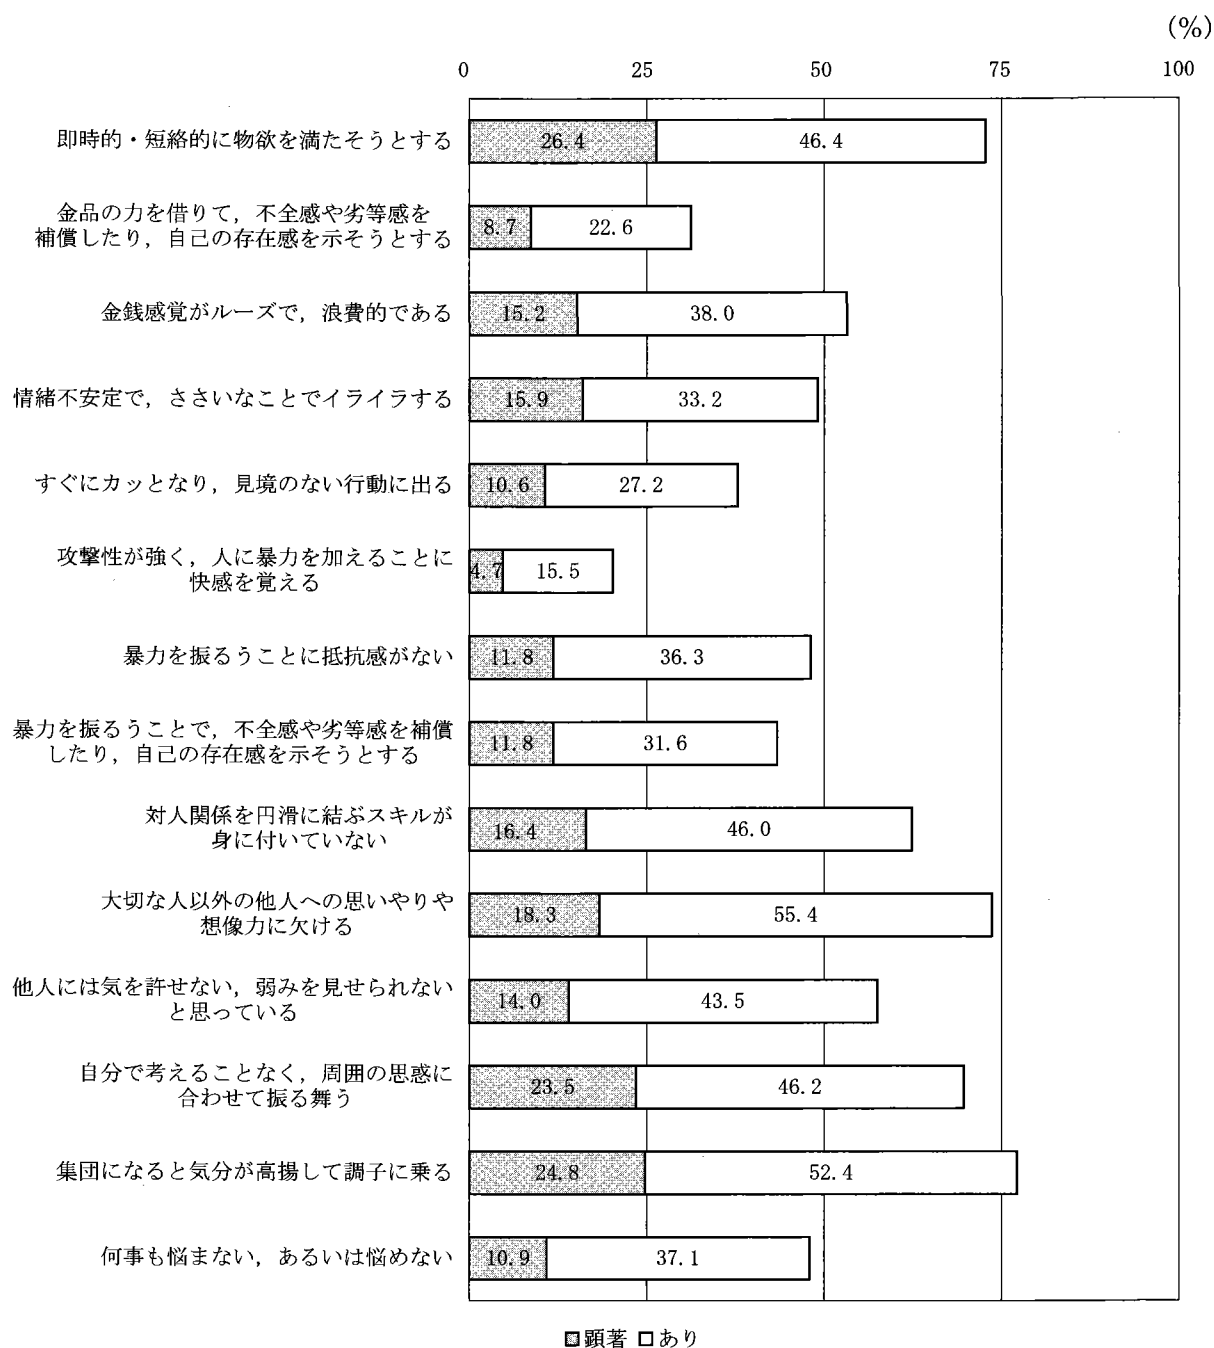 (%)
0 25 50 75 100
即時的・短絡的に物欲を満たそうとする 26.4 46.4
金品の力を借りて，不全感や劣等感を
補償したり，自己の存在感を示そうとする 8.7 22.6
金銭感覚がルーズで，浪費的である 15.2 38.0
情緒不安定で，ささいなことでイライラする 15.9 33.2
すぐにカッとなり，見境のない行動に出る 10.6 27.2
攻撃性が強く，人に暴力を加えることに
快感を覚える 4.7 15.5
暴力を振るうことに抵抗感がない 11.8 36.3
暴力を振るうことで，不全感や劣等感を補償
したり，自己の存在感を示そうとする 11.8 31.6
対人関係を円滑に結ぶスキルが
身に付いていない 16.4 46.0
大切な人以外の他人への思いやりや
想像力に欠ける 18.3 55.4
他人には気を許せない，弱みを見せられない
と思っている 14.0 43.5
自分で考えることなく，周囲の思惑に
合わせて振る舞う 23.5 46.2
集団になると気分が高揚して調子に乗る 24.8 52.4
何事も悩まない，あるいは悩めない 10.9 37.1
顕著 あり